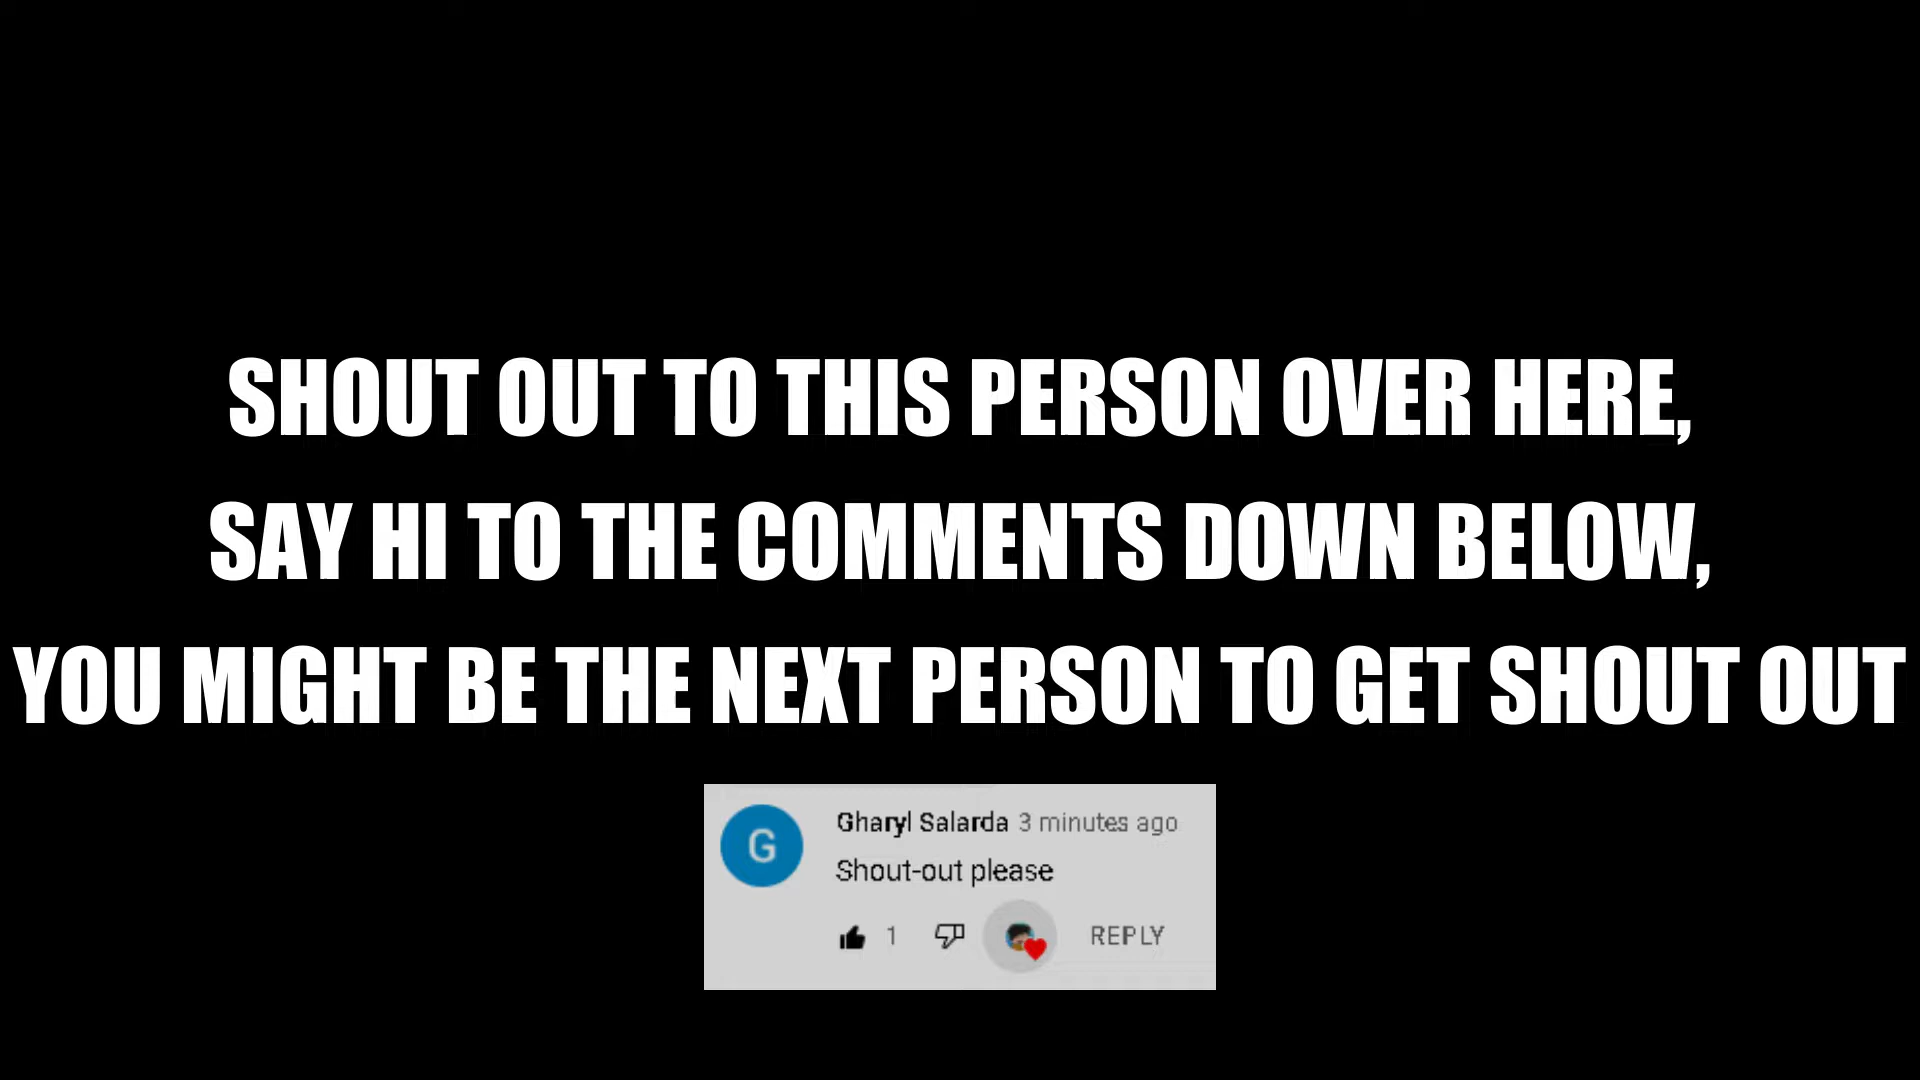 SHOUT OUT TO THIS PERSON OVER HERE,
SAY HI TO THE COMMENTS DOWN BELOW,
YOU MIGHT BE THE NEXT PERSON TO GET SHOUT OUT
G
Gharyl Salarda 3 minutes ago
Shout-out please
1 REPLY